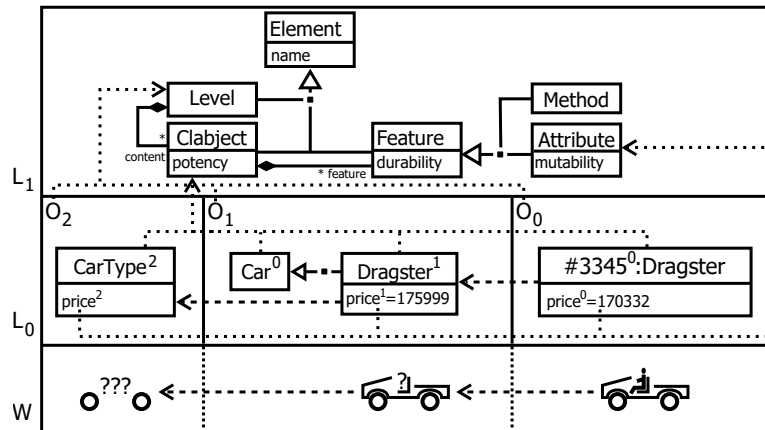 Element
name
Level
Method
*
content
Clabject
potency
Feature
durability
* feature
Attribute
mutability
L1
O2
O1
O0
CarType²
price²
Car⁰
Dragster¹
price¹=175999
#3345⁰:Dragster
price⁰=170332
L0
???
?
W